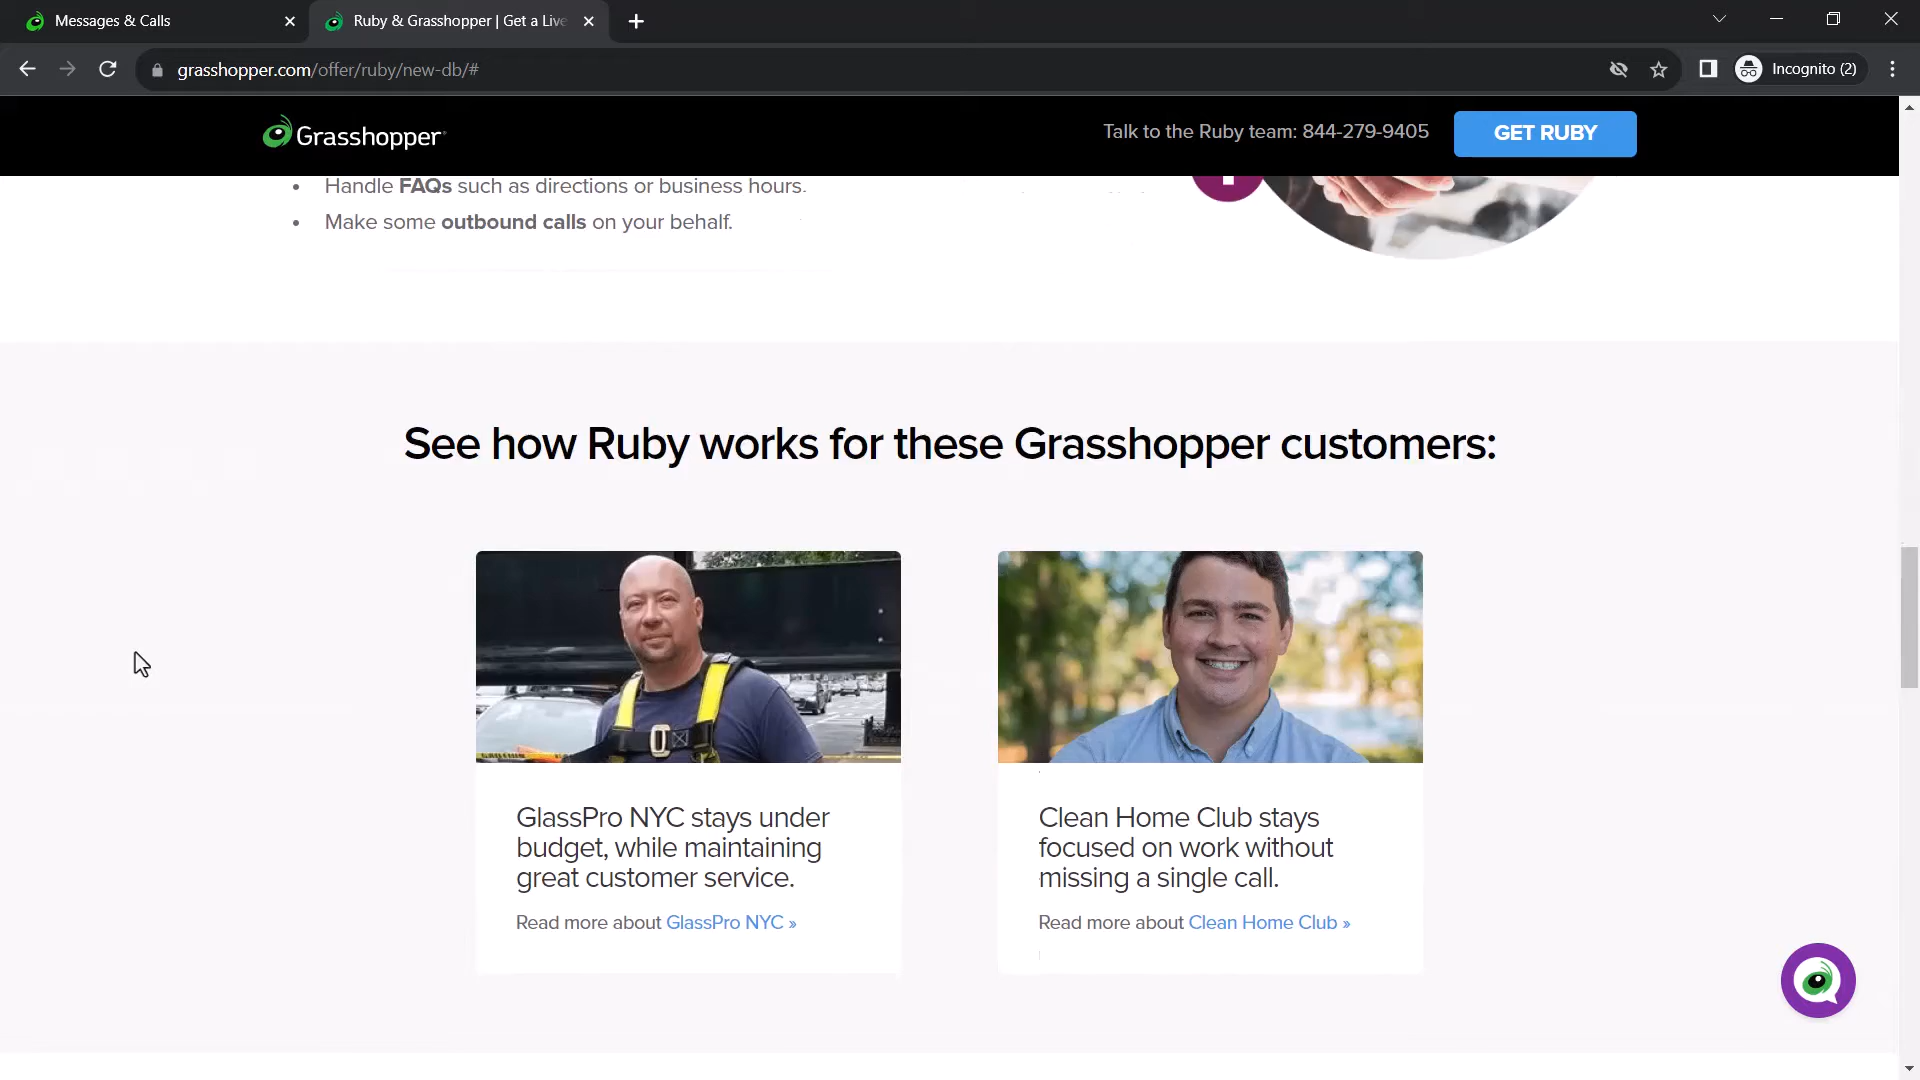 Messages & Calls
Ruby & Grasshopper | Get a Live
grasshopper.com/offer/ruby/new-db/#
Incognito (2)
Grasshopper
Talk to the Ruby team: 844-279-9405
GET RUBY
• Handle FAQs such as directions or business hours.
• Make some outbound calls on your behalf.
See how Ruby works for these Grasshopper customers:
GlassPro NYC stays under
budget, while maintaining
great customer service.
Read more about GlassPro NYC »
Clean Home Club stays
focused on work without
missing a single call.
Read more about Clean Home Club »